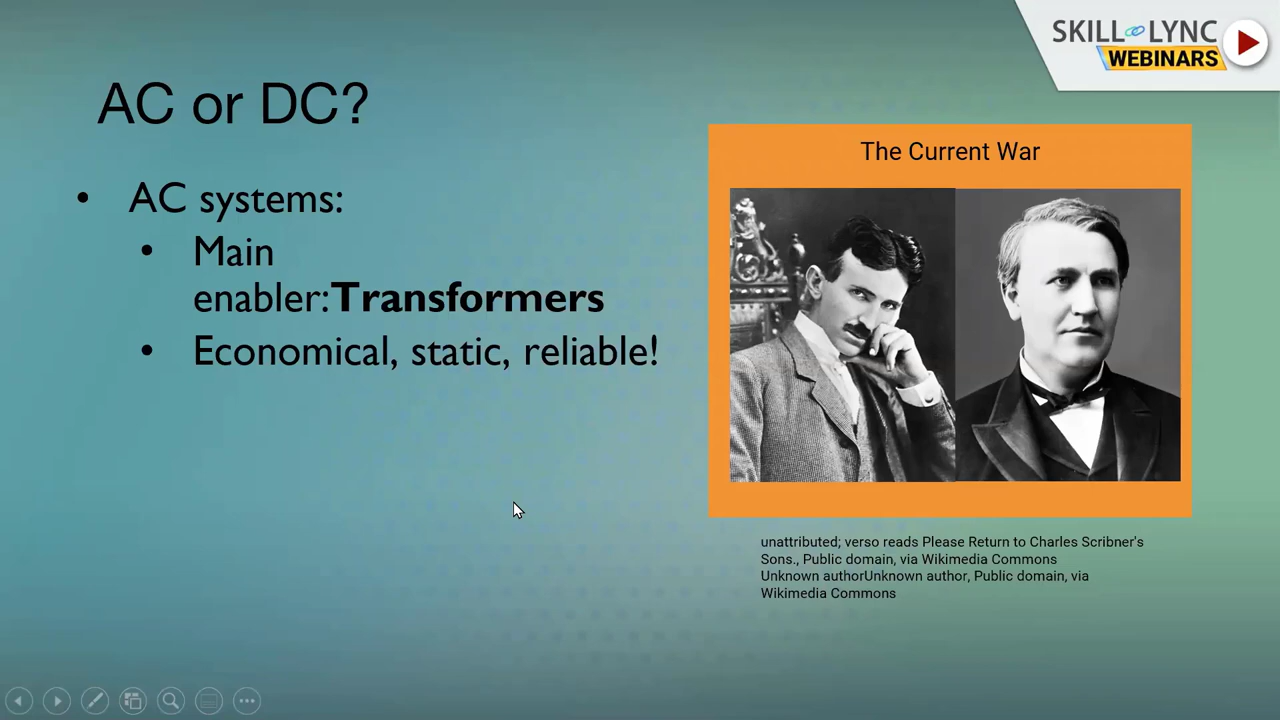 SKILL LYNC
WEBINARS
AC or DC?
• AC systems:
• Main
enabler:Transformers
• Economical, static, reliable!
The Current War
unattributed; verso reads Please Return to Charles Scribner's
Sons., Public domain, via Wikimedia Commons
Unknown authorUnknown author, Public domain, via
Wikimedia Commons